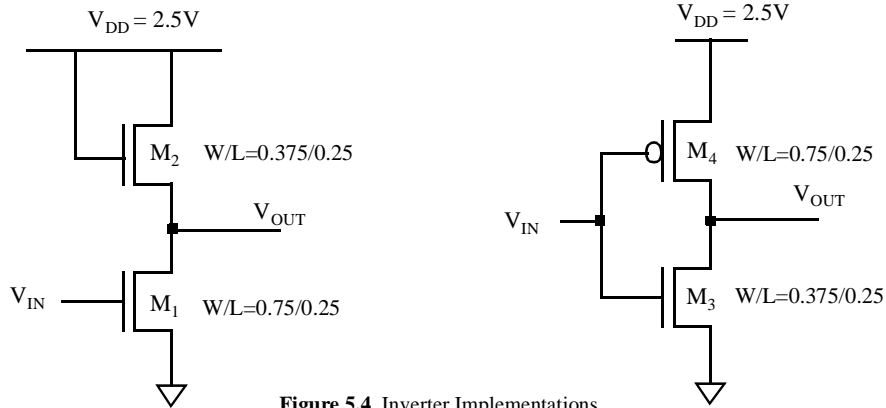 V_DD = 2.5V
M_2 W/L=0.375/0.25
V_OUT
V_IN
M_1 W/L=0.75/0.25
V_DD = 2.5V
M_4 W/L=0.75/0.25
V_OUT
V_IN
M_3 W/L=0.375/0.25
Figure 5.4 Inverter Implementations